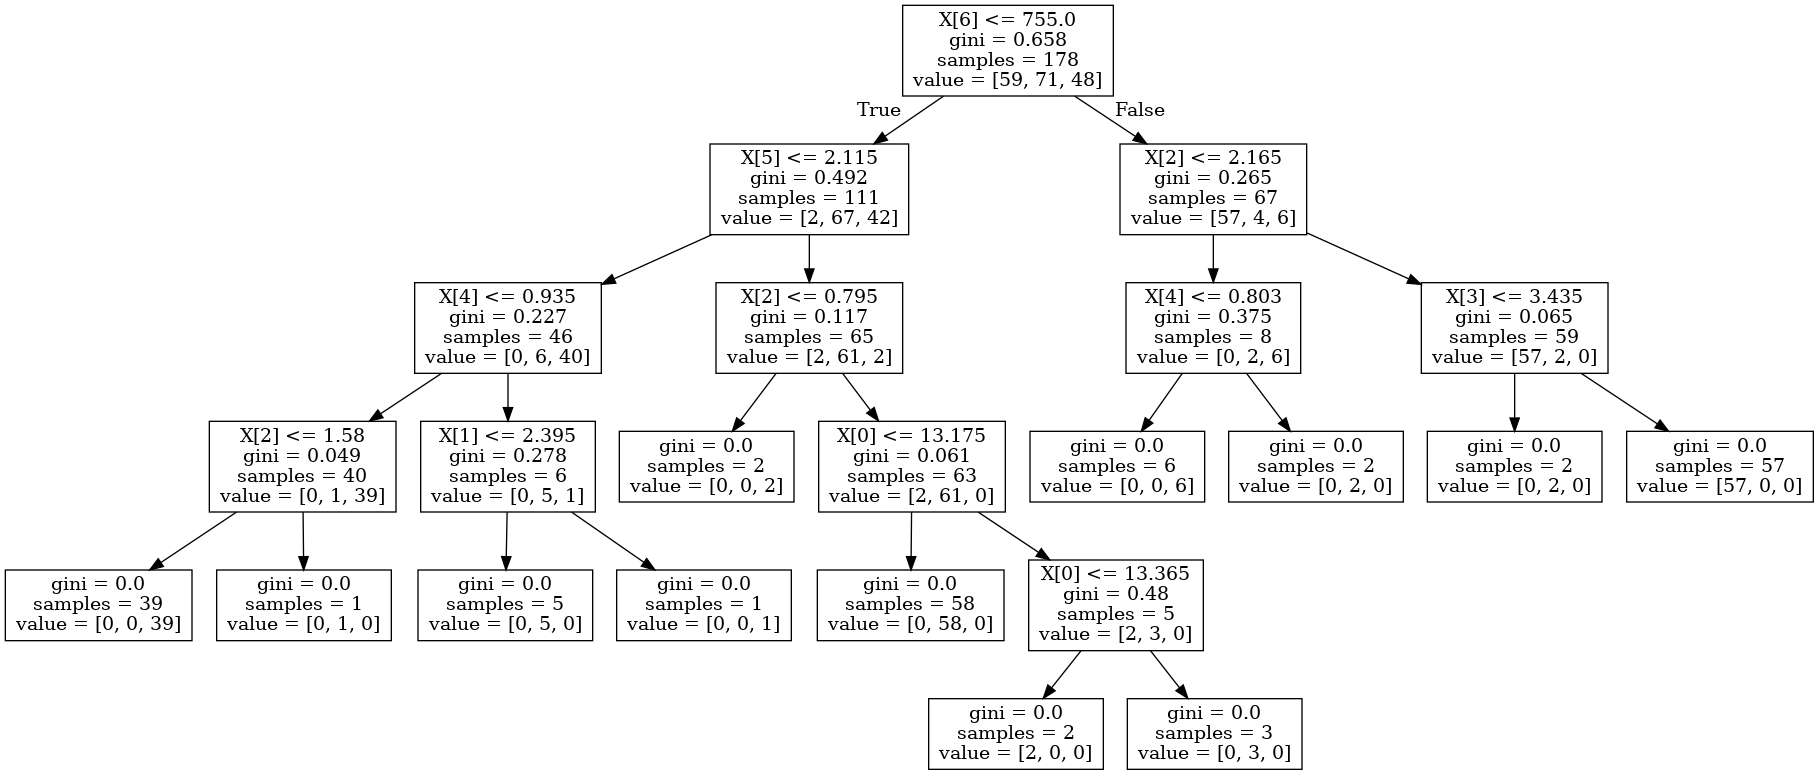 X[6] <= 755.0
gini = 0.658
samples = 178
value = [59, 71, 48]
True
False
X[5] <= 2.115
gini = 0.492
samples = 111
value = [2, 67, 42]
X[2] <= 2.165
gini = 0.265
samples = 67
value = [57, 4, 6]
X[4] <= 0.935
gini = 0.227
samples = 46
value = [0, 6, 40]
X[2] <= 0.795
gini = 0.117
samples = 65
value = [2, 61, 2]
X[4] <= 0.803
gini = 0.375
samples = 8
value = [0, 2, 6]
X[3] <= 3.435
gini = 0.065
samples = 59
value = [57, 2, 0]
X[2] <= 1.58
gini = 0.049
samples = 40
value = [0, 1, 39]
X[1] <= 2.395
gini = 0.278
samples = 6
value = [0, 5, 1]
gini = 0.0
samples = 2
value = [0, 0, 2]
X[0] <= 13.175
gini = 0.061
samples = 63
value = [2, 61, 0]
gini = 0.0
samples = 6
value = [0, 0, 6]
gini = 0.0
samples = 2
value = [0, 2, 0]
gini = 0.0
samples = 2
value = [0, 2, 0]
gini = 0.0
samples = 57
value = [57, 0, 0]
gini = 0.0
samples = 39
value = [0, 0, 39]
gini = 0.0
samples = 1
value = [0, 1, 0]
gini = 0.0
samples = 5
value = [0, 5, 0]
gini = 0.0
samples = 1
value = [0, 0, 1]
gini = 0.0
samples = 58
value = [0, 58, 0]
X[0] <= 13.365
gini = 0.48
samples = 5
value = [2, 3, 0]
gini = 0.0
samples = 2
value = [2, 0, 0]
gini = 0.0
samples = 3
value = [0, 3, 0]